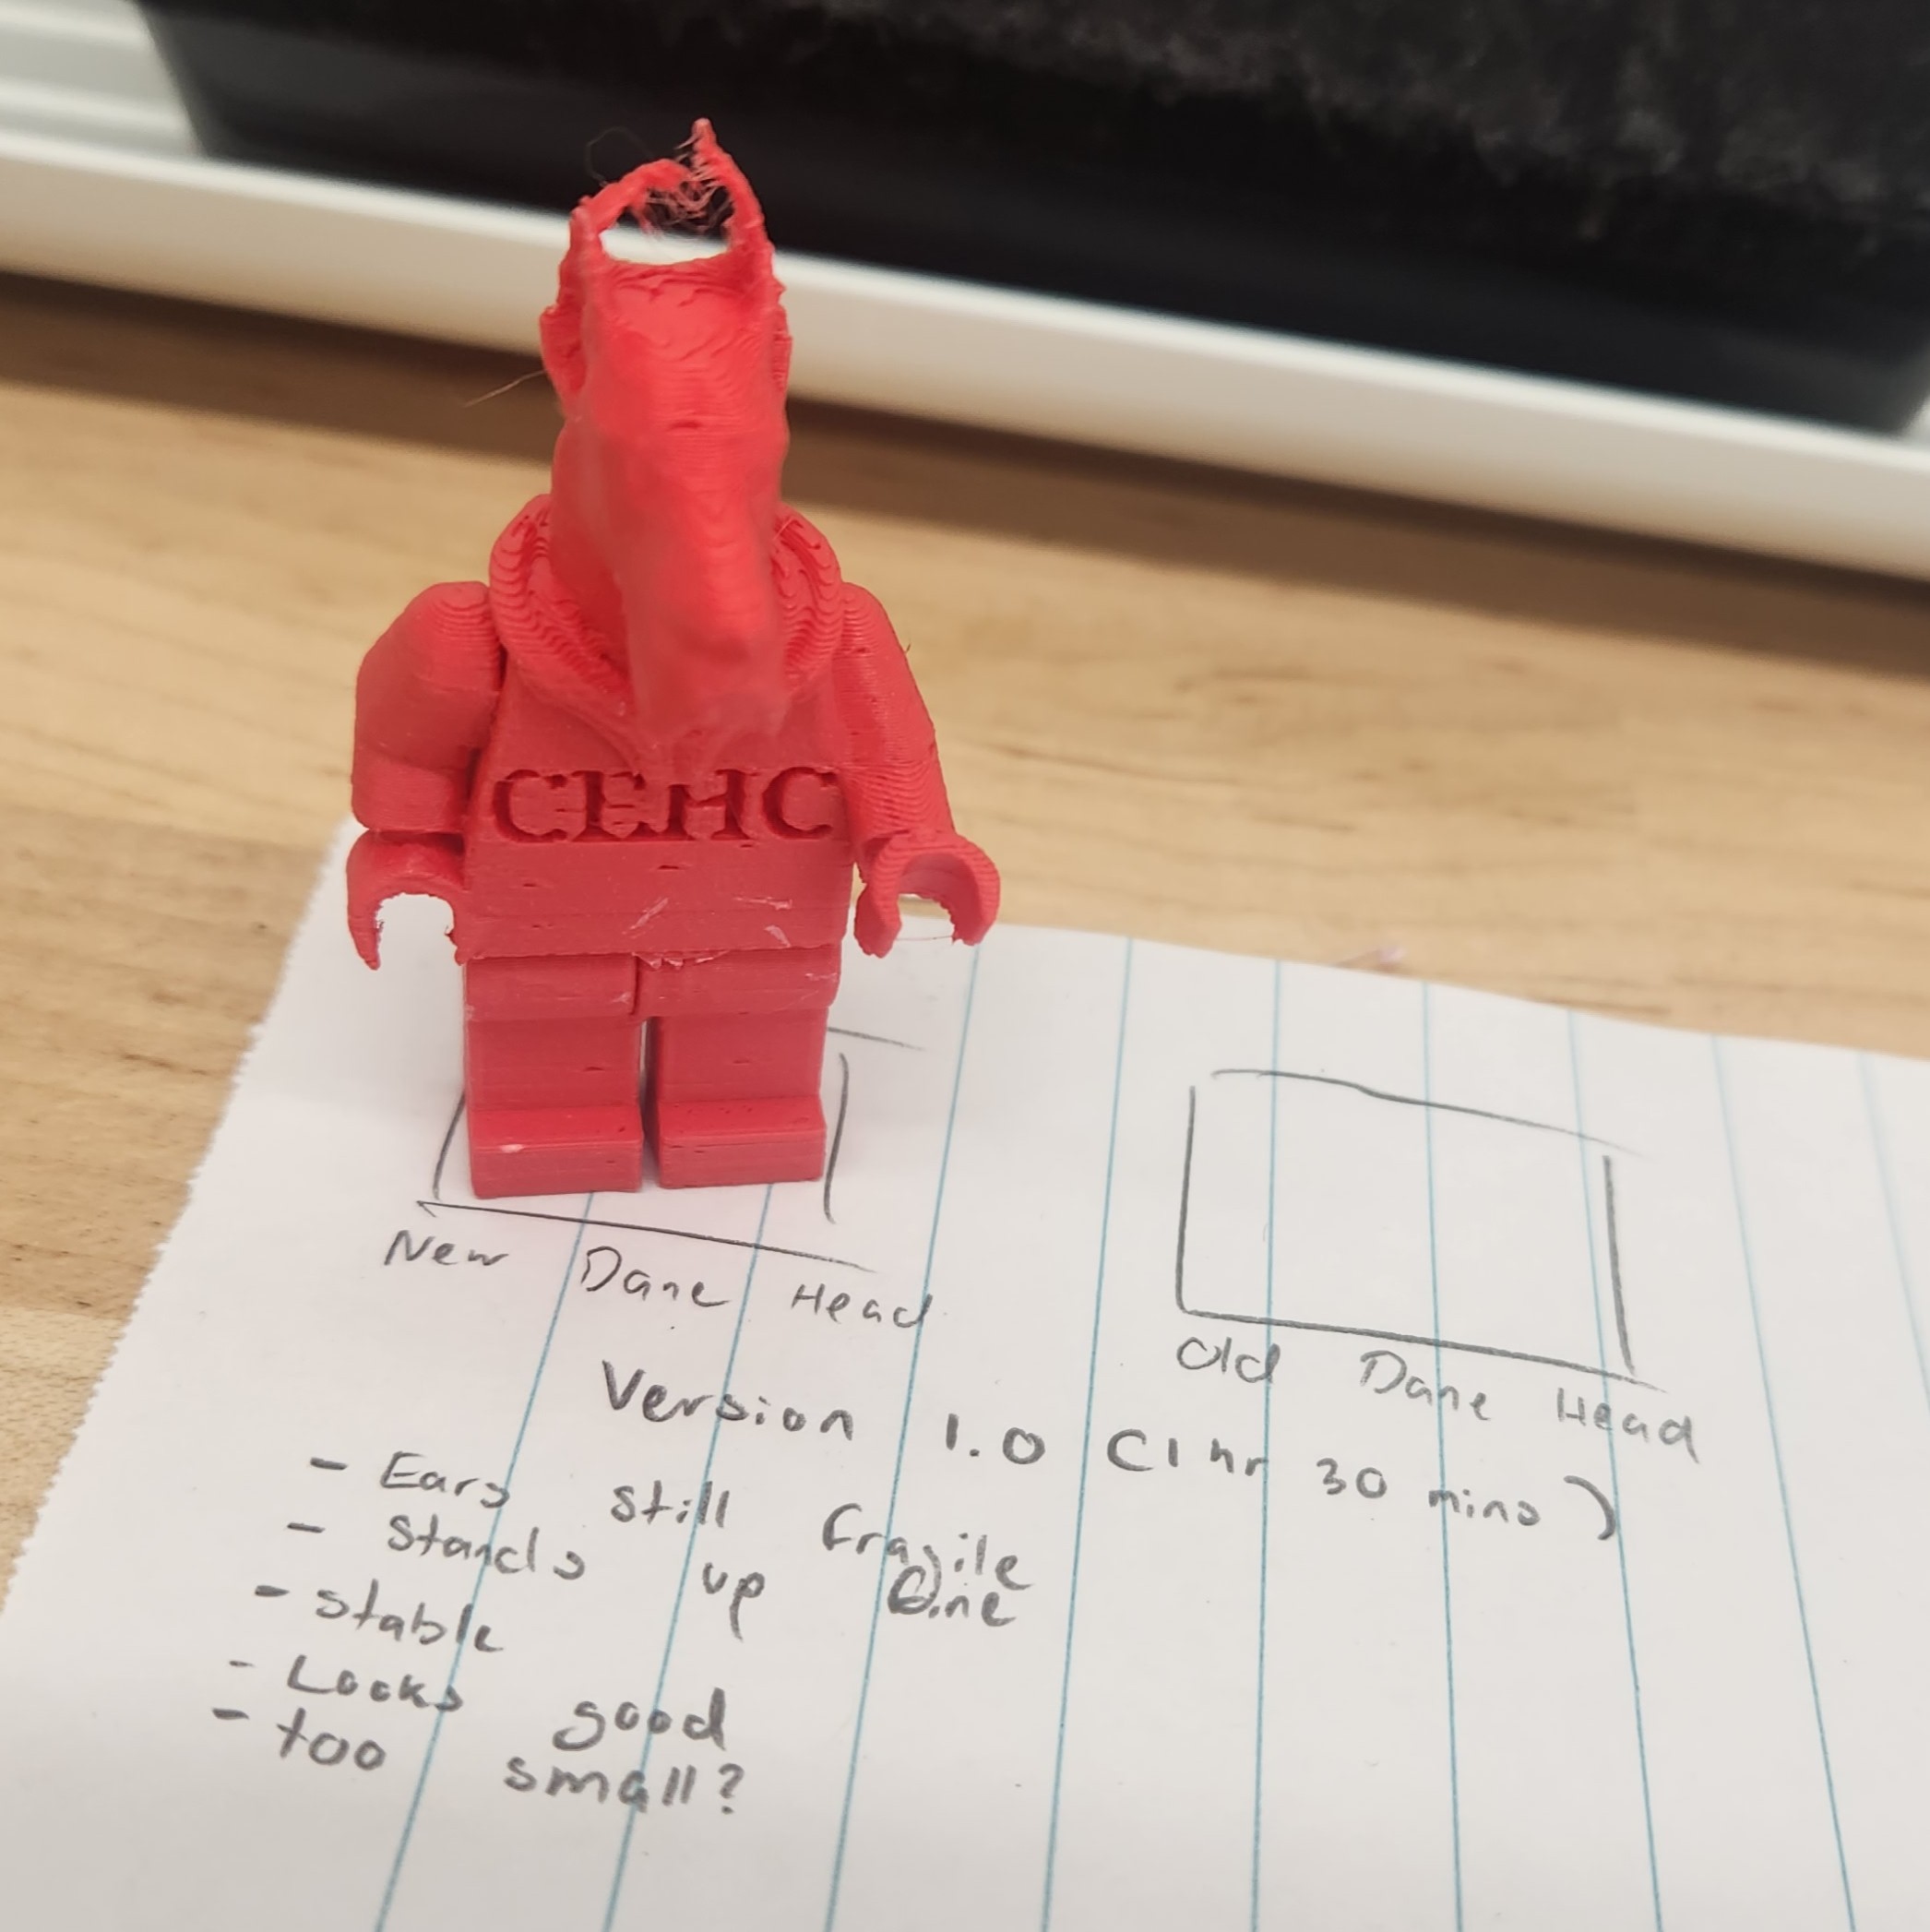 CEHC
New Dane Head
Old Dane Head
Version 1.0 (1 hr 30 mins)
- Ears still fragile
- Stands up fine
- stable
- Looks good
- too small?